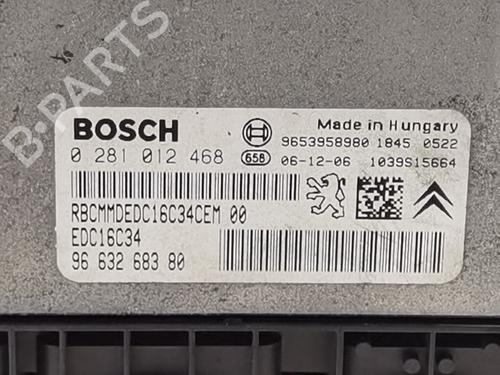 B-PARTS
BOSCH
Made in Hungary
9653958980 1845 0522
0 281 012 468 658 06-12-06 1039S15664
RBCMMDEDC16C34CEM 00
EDC16C34
96 632 683 80